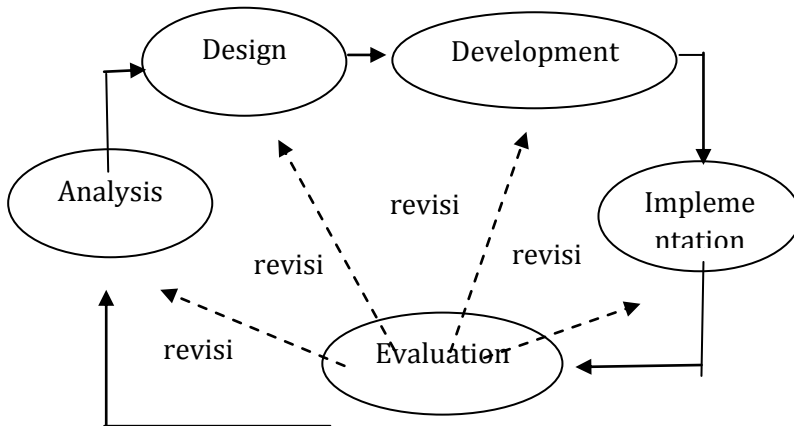 Design
Development
Analysis
Impleme
ntation
revisi
revisi
revisi
revisi
Evaluation